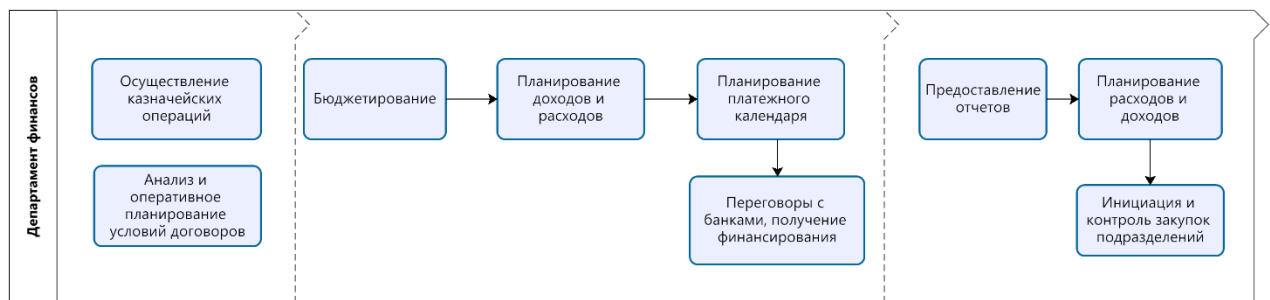 Департамент финансов
Осуществление
казначейских
операций
Анализ и
оперативное
планирование
условий договоров
Бюджетирование
Планирование
доходов и
расходов
Планирование
платежного
календаря
Переговоры с
банками, получение
финансирования
Предоставление
отчетов
Планирование
расходов и
доходов
Инициация и
контроль закупок
подразделений